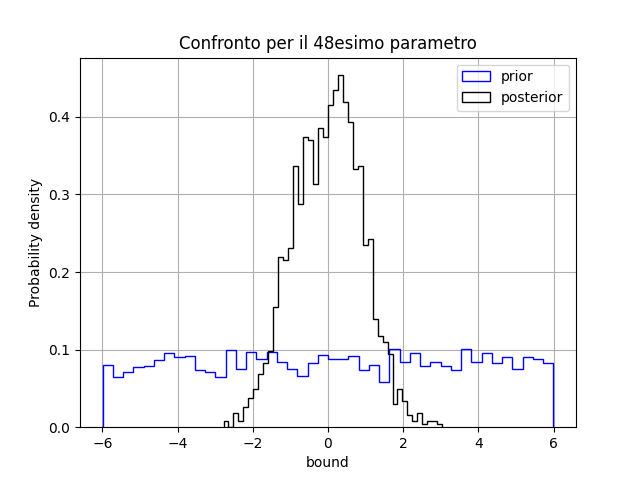 Confronto per il 48esimo parametro
prior
posterior
Probability density
0.4
0.3
0.2
0.1
0.0
−6 −4 −2 0 2 4 6
bound